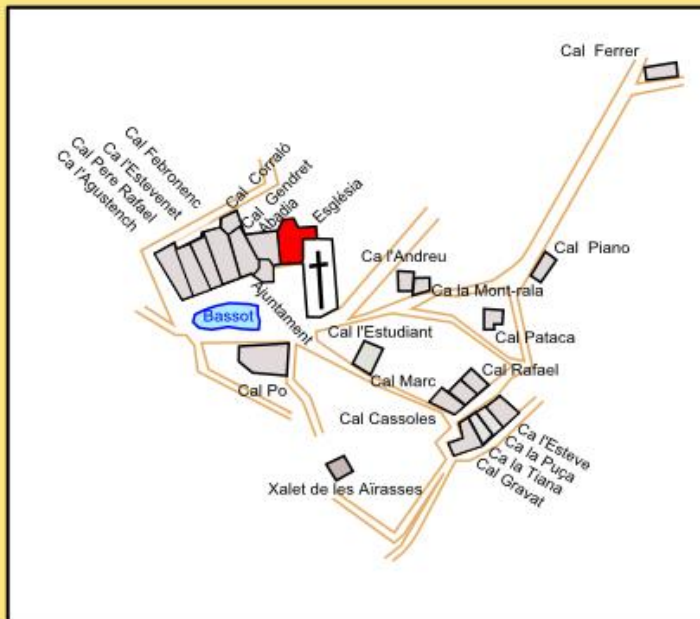 Cal Ferrer
Cal Febronenc
Ca l'Estevenet
Cal Pere Rafael
Ca l'Agustench
Cal Corraló
Cal Gendret
Abadia
Església
Cal Piano
Ca l'Andreu
Ca la Mont-rala
Ajuntament
Bassot
Cal l'Estudiant
Cal Pataca
Cal Rafael
Cal Marc
Cal Po
Cal Cassoles
Ca l'Esteve
Ca la Puça
Ca la Tiana
Cal Gravat
Xalet de les Aïrasses